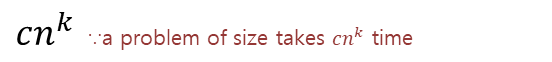 cn^k ∵a problem of size takes cn^k time